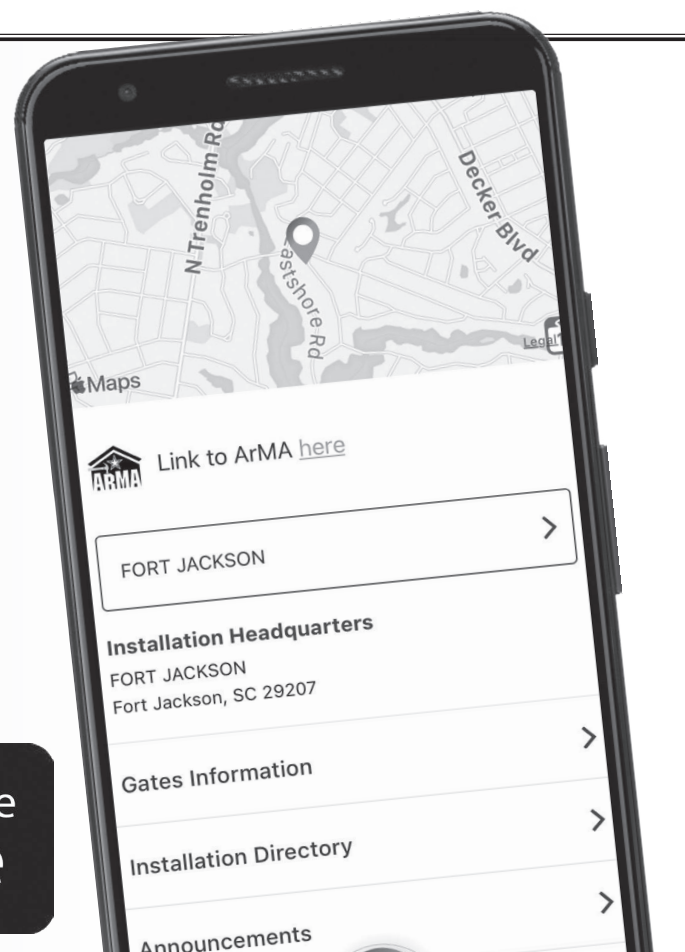 N Trenholm Rd
Decker Blvd
Eastshore Rd
Legal
Maps
ARMA
Link to ArMA here
FORT JACKSON
Installation Headquarters
FORT JACKSON
Fort Jackson, SC 29207
Gates Information
Installation Directory
Announcements